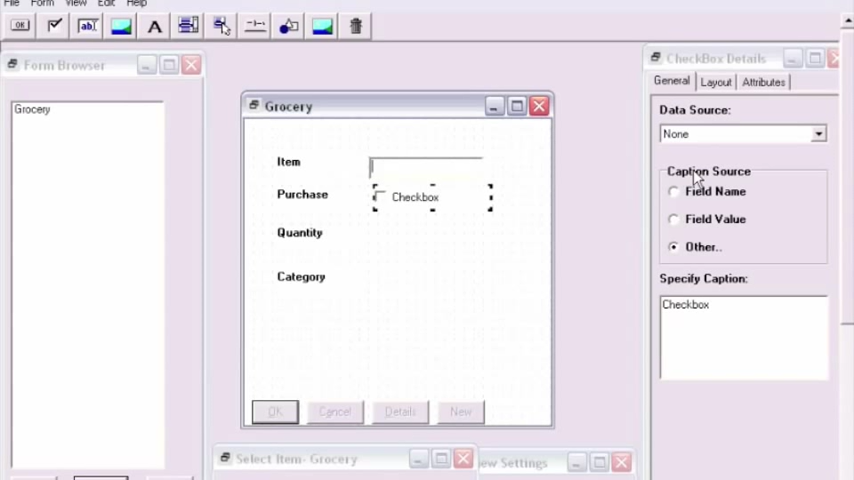 File Form View Edit Help
OK ab A
Form Browser
Grocery
Grocery
Item
Purchase Checkbox
Quantity
Category
OK Cancel Details New
Select Item- Grocery
ew Settings
CheckBox Details
General Layout Attributes
Data Source:
None
Caption Source
Field Name
Field Value
Other..
Specify Caption:
Checkbox